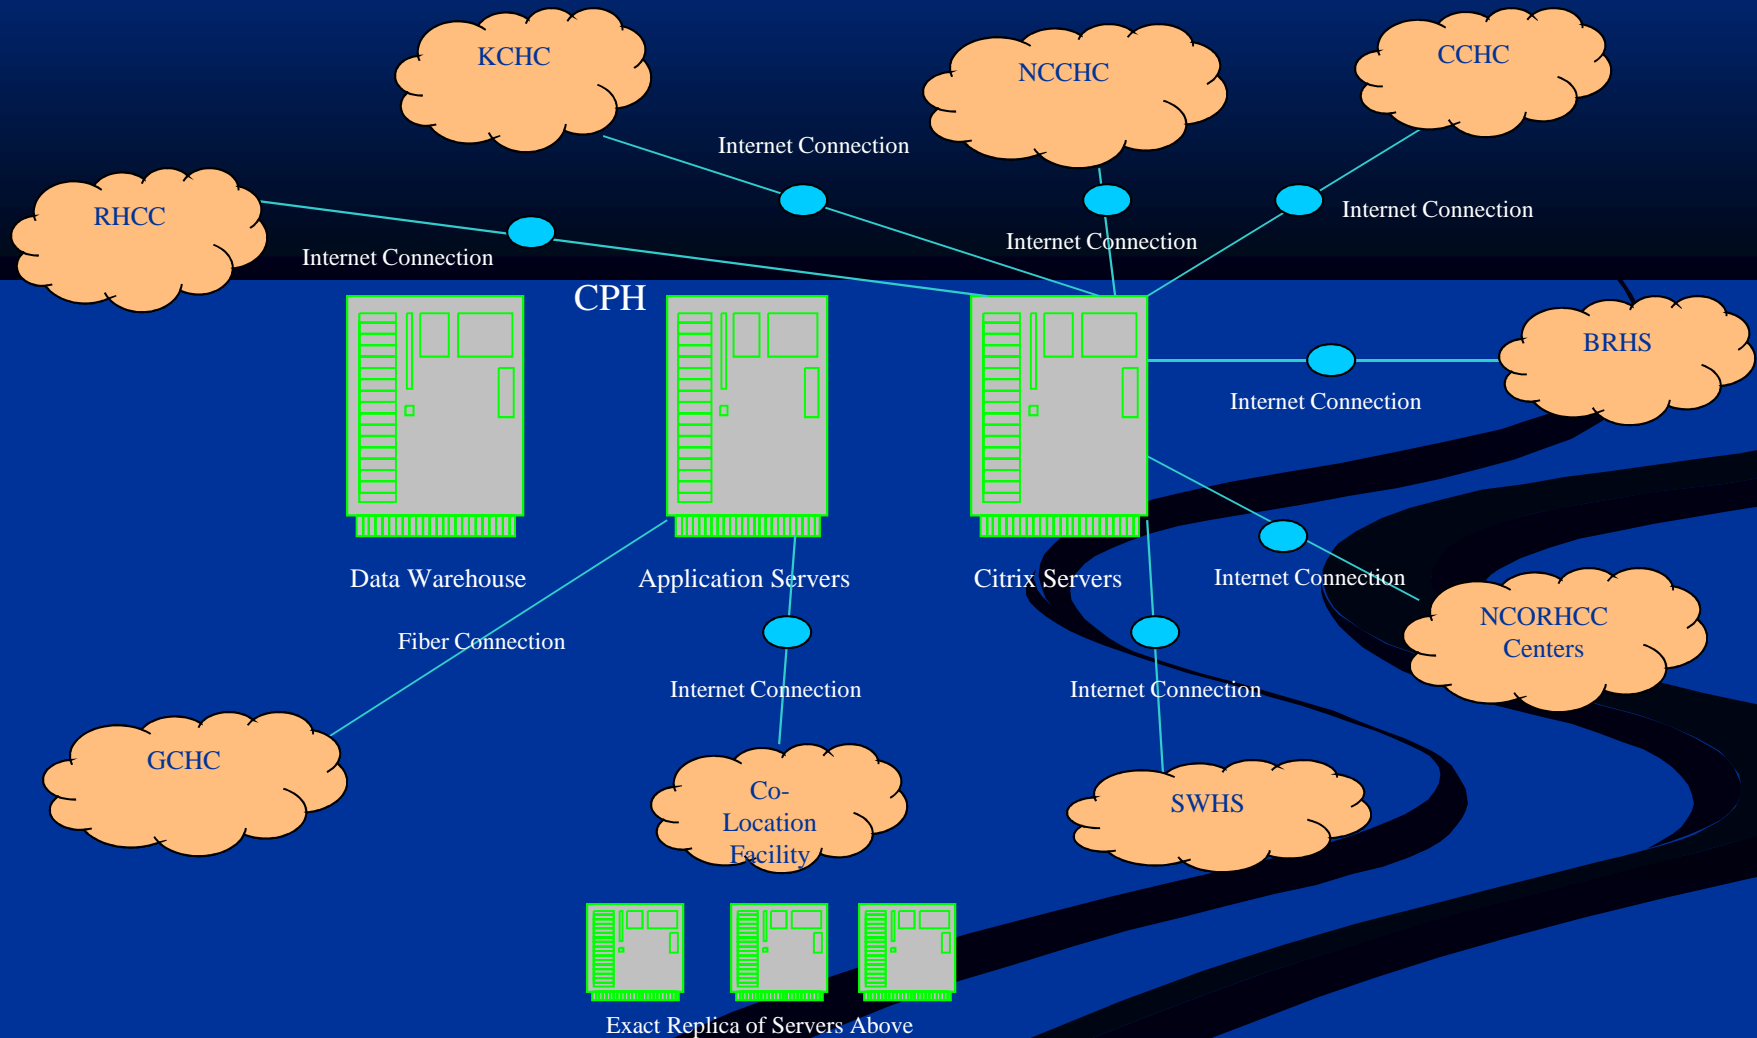 KCHC
NCCHC
CCHC
Internet Connection
RHCC
Internet Connection
Internet Connection
Internet Connection
CPH
BRHS
Internet Connection
Data Warehouse
Application Servers
Citrix Servers
Internet Connection
NCORHCC
Centers
Fiber Connection
Internet Connection
Internet Connection
GCHC
Co-
Location
Facility
SWHS
Exact Replica of Servers Above